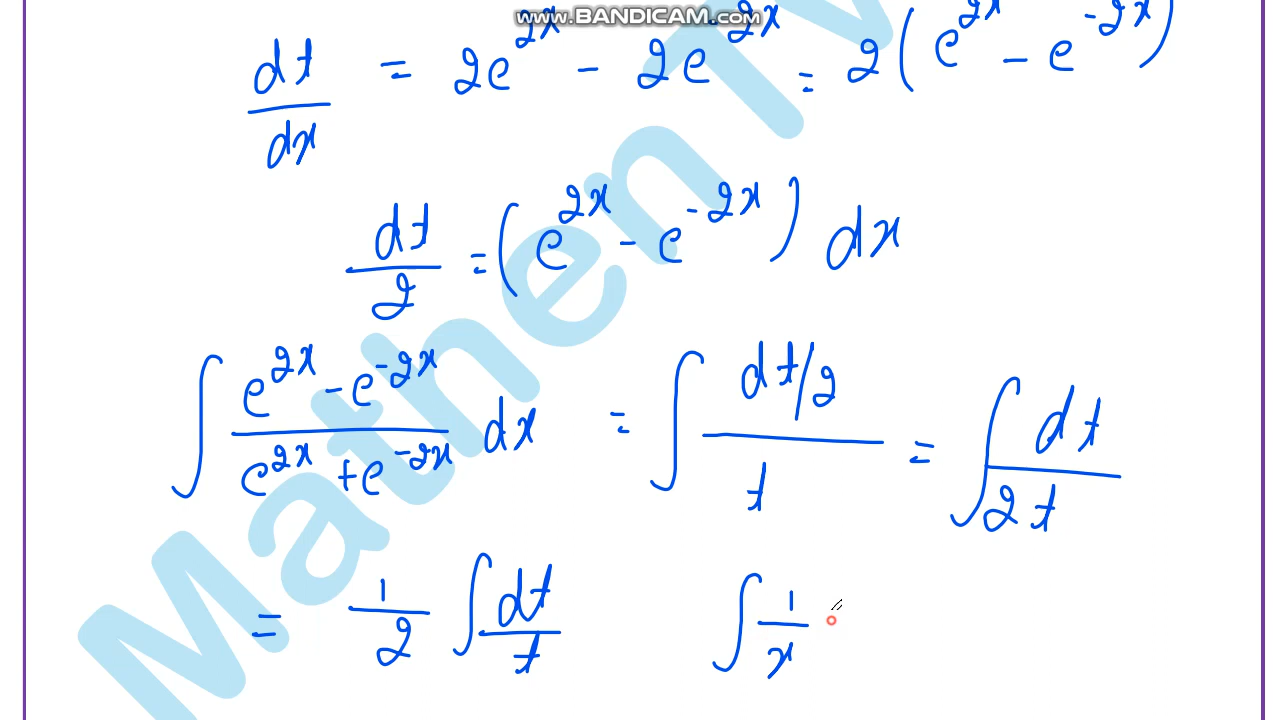 www.BANDICAM.com
dt/dx = 2e^2x - 2e^-2x = 2(e^2x - e^-2x)
dt/2 = (e^2x - e^-2x) dx
∫ (e^2x - e^-2x)/(e^2x + e^-2x) dx = ∫ (dt/2)/t = ∫ dt/2t
= 1/2 ∫ dt/t ∫ 1/x
MathenTv